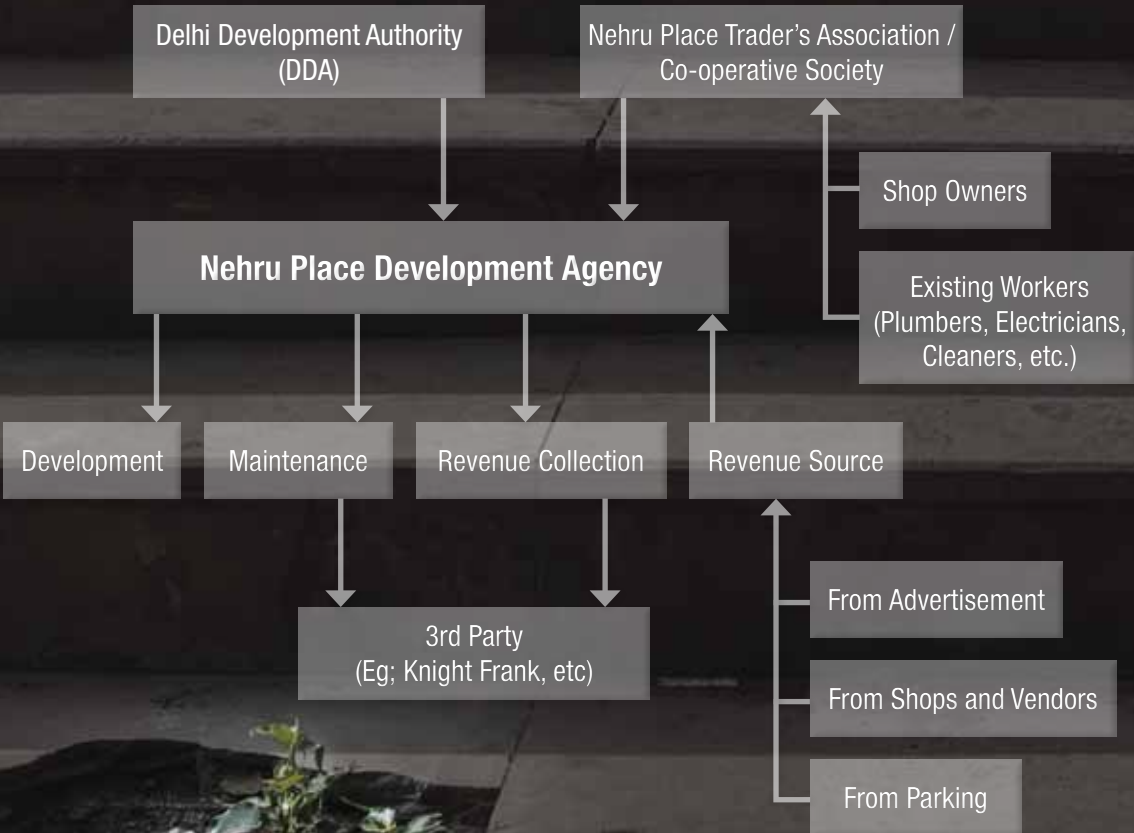 Delhi Development Authority
(DDA)
Nehru Place Trader's Association /
Co-operative Society
Shop Owners
Existing Workers
(Plumbers, Electricians,
Cleaners, etc.)
Nehru Place Development Agency
Development
Maintenance
Revenue Collection
Revenue Source
3rd Party
(Eg; Knight Frank, etc)
From Advertisement
From Shops and Vendors
From Parking